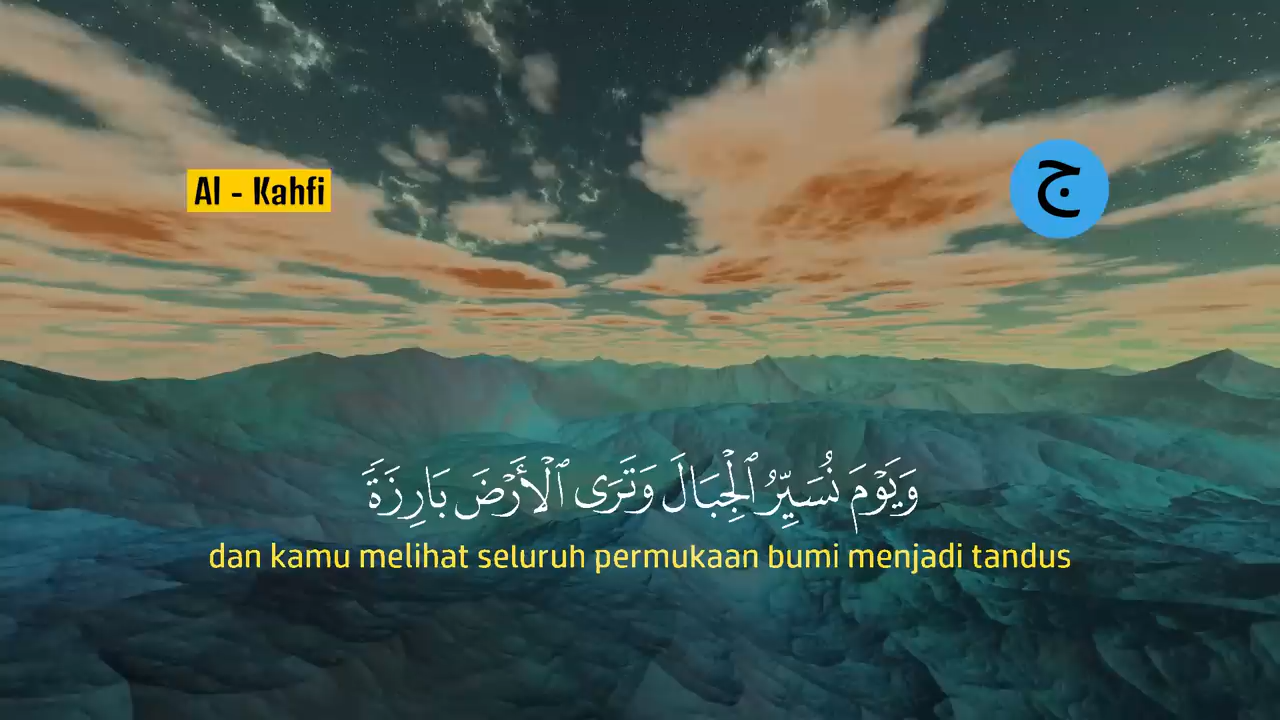 Al - Kahfi
ج
وَيَوْمَ نُسَيِّرُ ٱلْجِبَالَ وَتَرَى ٱلْأَرْضَ بَارِزَةً
dan kamu melihat seluruh permukaan bumi menjadi tandus